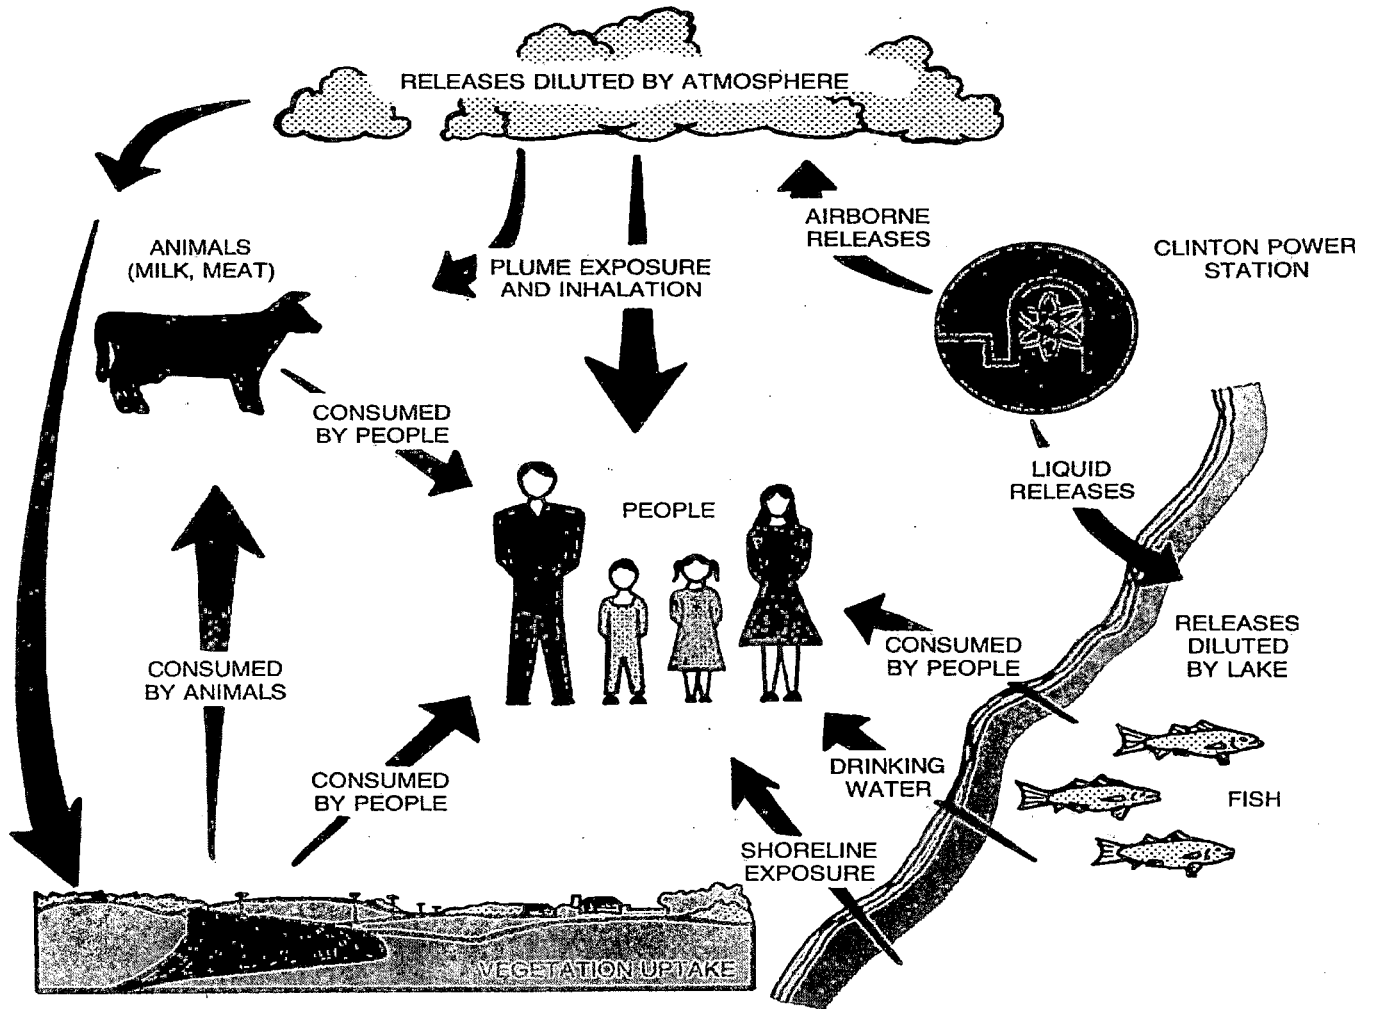 RELEASES DILUTED BY ATMOSPHERE
AIRBORNE
RELEASES
CLINTON POWER
STATION
ANIMALS
(MILK, MEAT)
PLUME EXPOSURE
AND INHALATION
CONSUMED
BY PEOPLE
LIQUID
RELEASES
PEOPLE
RELEASES
DILUTED
BY LAKE
CONSUMED
BY PEOPLE
CONSUMED
BY ANIMALS
DRINKING
WATER
CONSUMED
BY PEOPLE
FISH
SHORELINE
EXPOSURE
VEGETATION UPTAKE